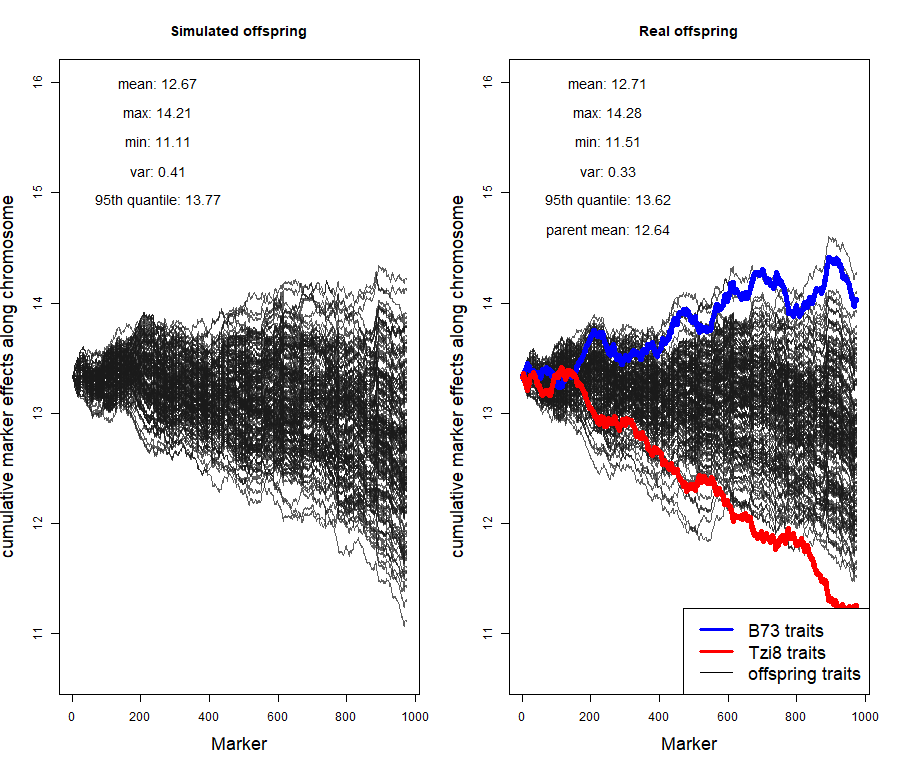 Simulated offspring
mean: 12.67
max: 14.21
min: 11.11
var: 0.41
95th quantile: 13.77
cumulative marker effects along chromosome
16
15
14
13
12
11
0
200
400
600
800
1000
Marker
Real offspring
mean: 12.71
max: 14.28
min: 11.51
var: 0.33
95th quantile: 13.62
parent mean: 12.64
cumulative marker effects along chromosome
16
15
14
13
12
11
B73 traits
Tzi8 traits
offspring traits
0
200
400
600
800
1000
Marker